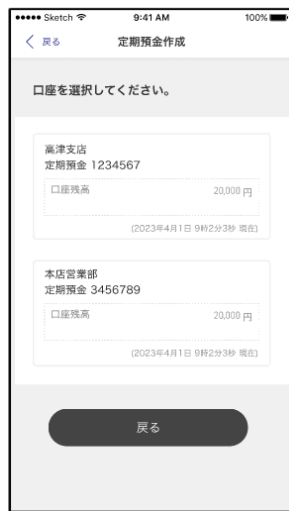 Sketch 9:41 AM 100%
戻る 定期預金作成
口座を選択してください。
高津支店
定期預金 1234567
口座残高 20,000 円
(2023年4月1日 9時2分3秒 現在)
本店営業部
定期預金 3456789
口座残高 20,000 円
(2023年4月1日 9時2分3秒 現在)
戻る